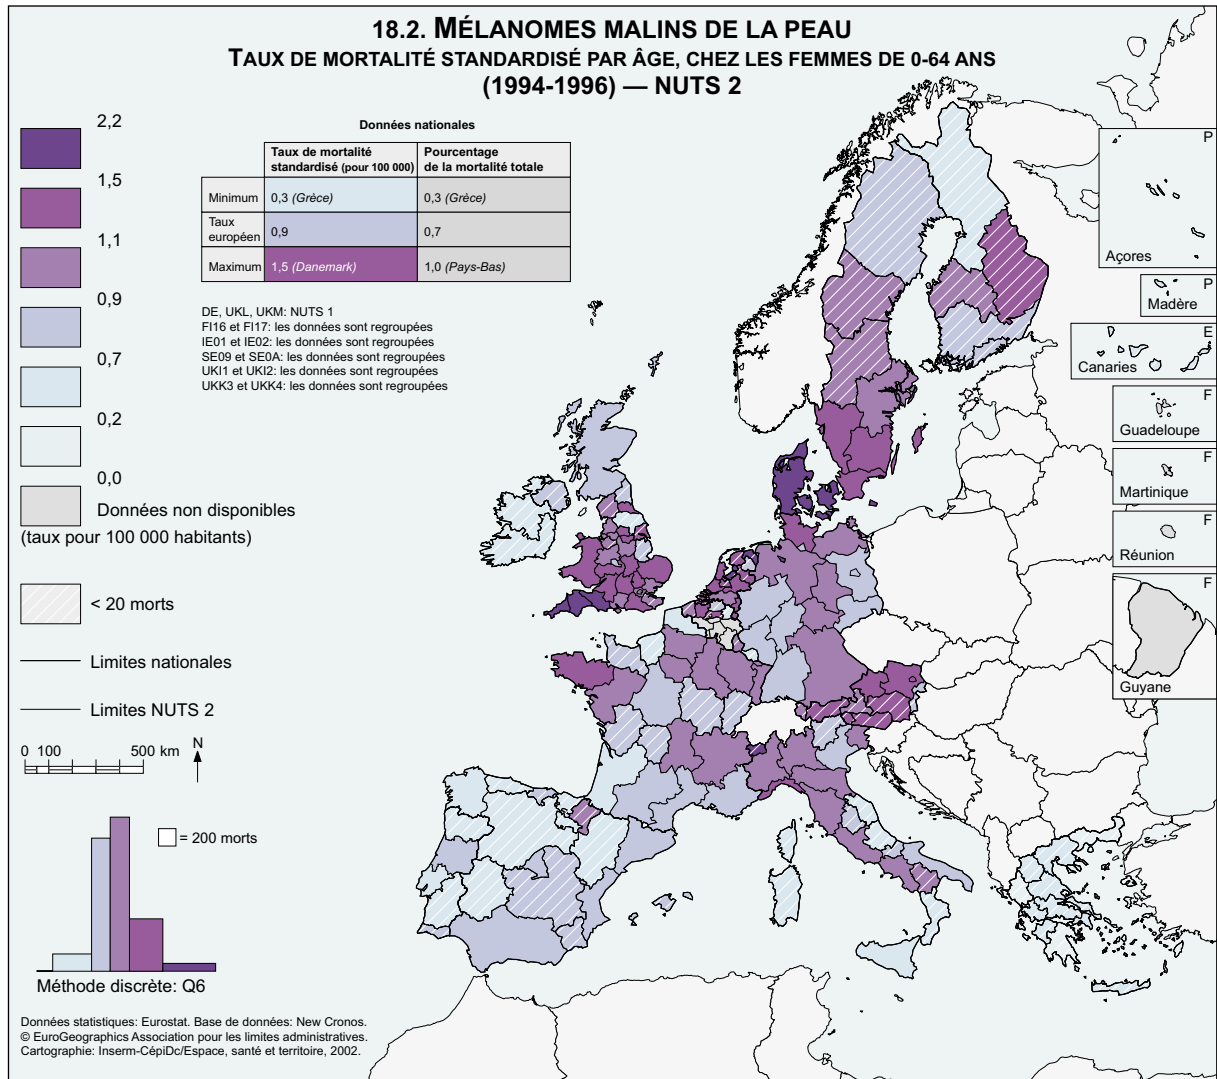 18.2. MÉLANOMES MALINS DE LA PEAU
TAUX DE MORTALITÉ STANDARDISÉ PAR ÂGE, CHEZ LES FEMMES DE 0-64 ANS
(1994-1996) — NUTS 2
2,2
1,5
1,1
0,9
0,7
0,2
0,0
Données non disponibles
(taux pour 100 000 habitants)
< 20 morts
Limites nationales
Limites NUTS 2
0 100 500 km
N
= 200 morts
Méthode discrète: Q6
Données statistiques: Eurostat. Base de données: New Cronos.
© EuroGeographics Association pour les limites administratives.
Cartographie: Inserm-CépiDc/Espace, santé et territoire, 2002.
Données nationales
Taux de mortalité
standardisé (pour 100 000)
Pourcentage
de la mortalité totale
Minimum
0,3 (Grèce)
0,3 (Grèce)
Taux
européen
0,9
0,7
Maximum
1,5 (Danemark)
1,0 (Pays-Bas)
DE, UKL, UKM: NUTS 1
FI16 et FI17: les données sont regroupées
IE01 et IE02: les données sont regroupées
SE09 et SE0A: les données sont regroupées
UKI1 et UKI2: les données sont regroupées
UKK3 et UKK4: les données sont regroupées
P
Açores
P
Madère
E
Canaries
F
Guadeloupe
F
Martinique
F
Réunion
F
Guyane